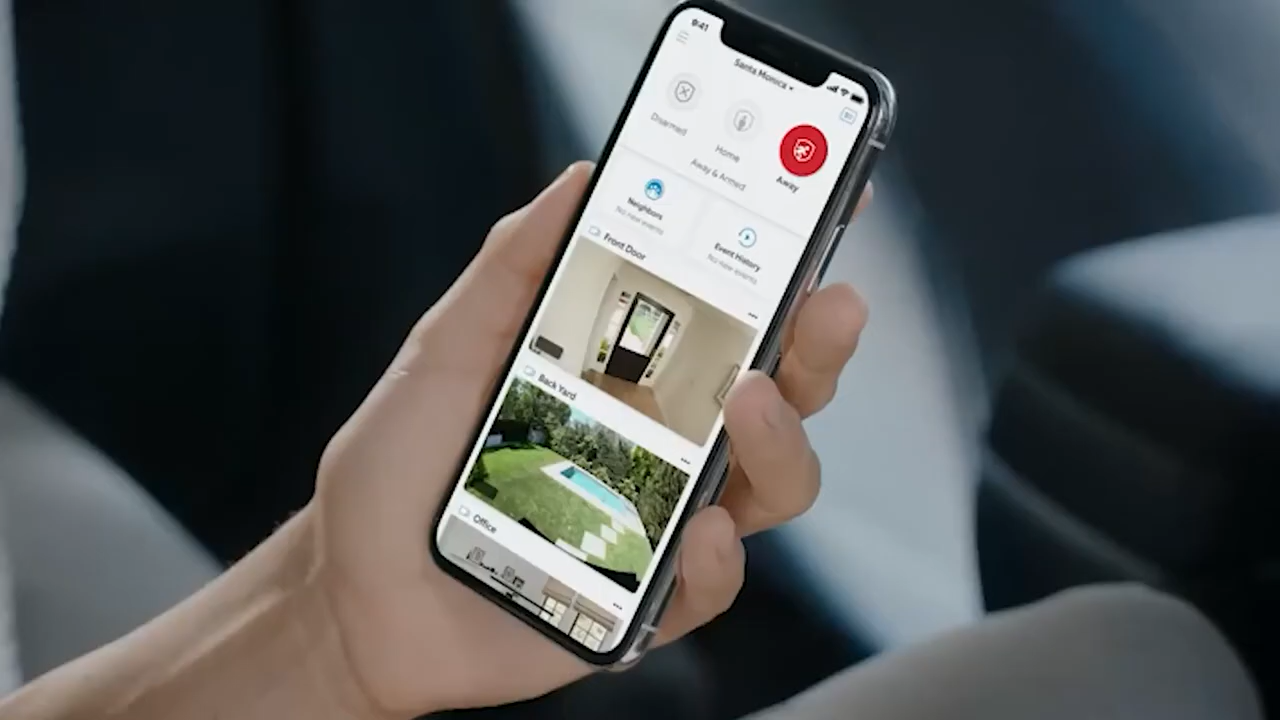 9:41
Santa Monica
Disarmed
Home
Away
Away & Armed
Neighbors
No new events
Event History
No new events
Front Door
Back Yard
Office